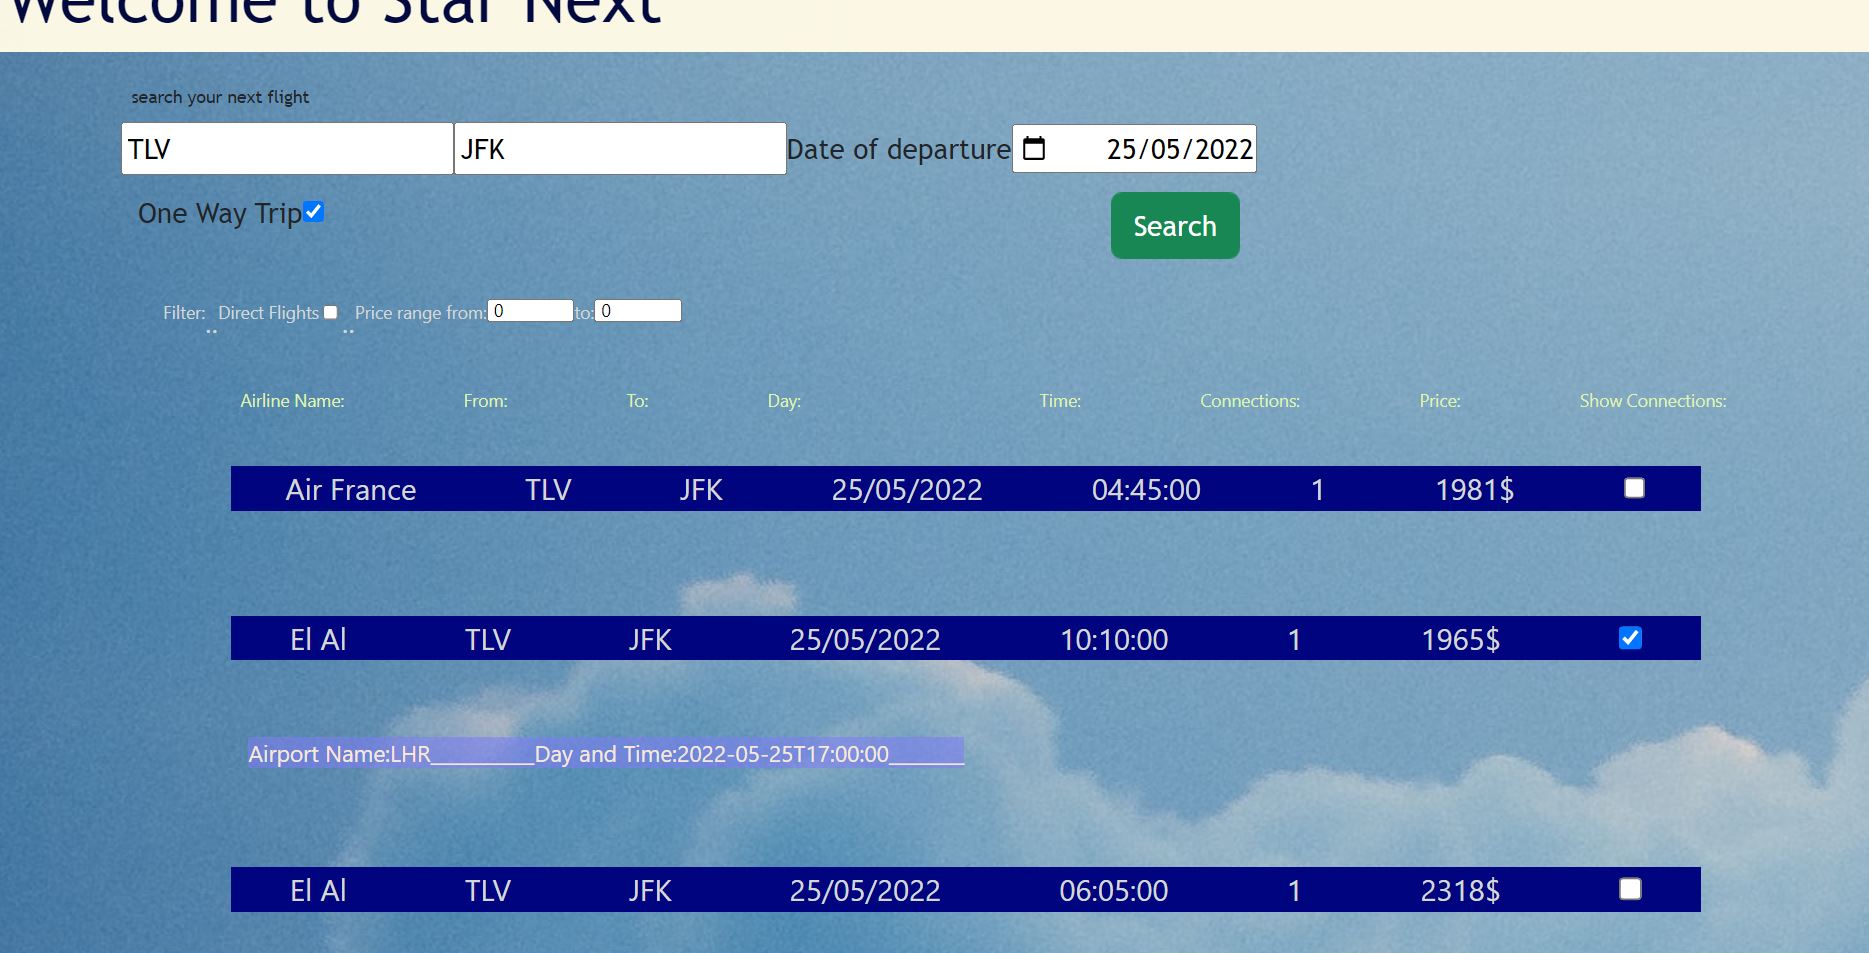 Welcome to Star Next
search your next flight
TLV JFK Date of departure 25/05/2022
One Way Trip
Search
Filter: Direct Flights Price range from: 0 to: 0
Airline Name: From: To: Day: Time: Connections: Price: Show Connections:
Air France TLV JFK 25/05/2022 04:45:00 1 1981$
El Al TLV JFK 25/05/2022 10:10:00 1 1965$
Airport Name:LHR__________Day and Time:2022-05-25T17:00:00_______
El Al TLV JFK 25/05/2022 06:05:00 1 2318$